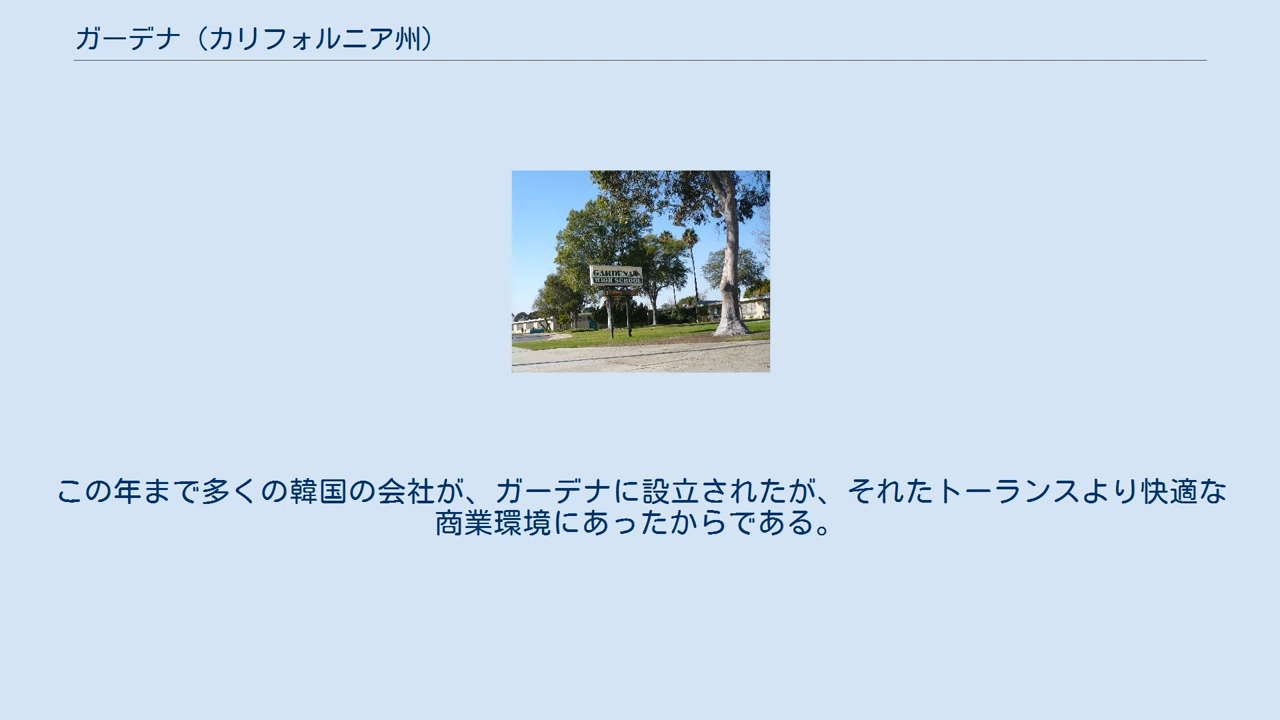 ガーデナ（カリフォルニア州）
GARDENA
HIGH SCHOOL
この年まで多くの韓国の会社が、ガーデナに設立されたが、それたトーランスより快適な
商業環境にあったからである。